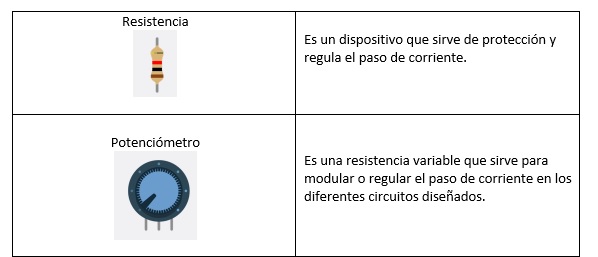 Resistencia
Es un dispositivo que sirve de protección y
regula el paso de corriente.
Potenciómetro
Es una resistencia variable que sirve para
modular o regular el paso de corriente en los
diferentes circuitos diseñados.